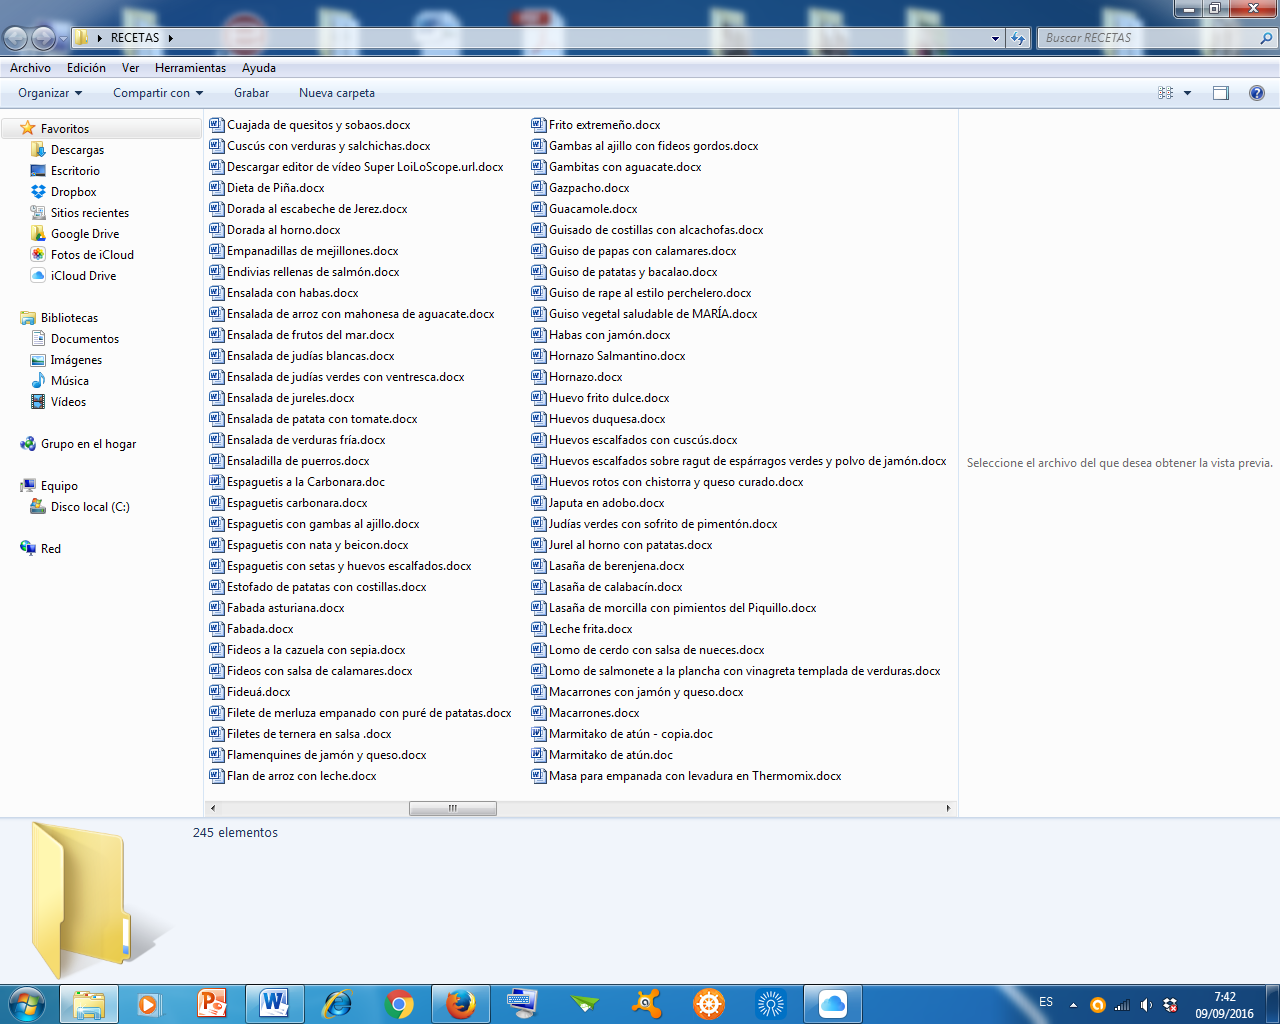 RECETAS
Buscar RECETAS
Archivo Edición Ver Herramientas Ayuda
Organizar Compartir con Grabar Nueva carpeta
Favoritos
Descargas
Escritorio
Dropbox
Sitios recientes
Google Drive
Fotos de iCloud
iCloud Drive
Bibliotecas
Documentos
Imágenes
Música
Vídeos
Grupo en el hogar
Equipo
Disco local (C:)
Red
Cuajada de quesitos y sobaos.docx
Cuscús con verduras y salchichas.docx
Descargar editor de vídeo Super LoiLoScope.url.docx
Dieta de Piña.docx
Dorada al escabeche de Jerez.docx
Dorada al horno.docx
Empanadillas de mejillones.docx
Endivias rellenas de salmón.docx
Ensalada con habas.docx
Ensalada de arroz con mahonesa de aguacate.docx
Ensalada de frutos del mar.docx
Ensalada de judías blancas.docx
Ensalada de judías verdes con ventresca.docx
Ensalada de jureles.docx
Ensalada de patata con tomate.docx
Ensalada de verduras fría.docx
Ensaladilla de puerros.docx
Espaguetis a la Carbonara.doc
Espaguetis carbonara.docx
Espaguetis con gambas al ajillo.docx
Espaguetis con nata y beicon.docx
Espaguetis con setas y huevos escalfados.docx
Estofado de patatas con costillas.docx
Fabada asturiana.docx
Fabada.docx
Fideos a la cazuela con sepia.docx
Fideos con salsa de calamares.docx
Fideuá.docx
Filete de merluza empanado con puré de patatas.docx
Filetes de ternera en salsa .docx
Flamenquines de jamón y queso.docx
Flan de arroz con leche.docx
Frito extremeño.docx
Gambas al ajillo con fideos gordos.docx
Gambitas con aguacate.docx
Gazpacho.docx
Guacamole.docx
Guisado de costillas con alcachofas.docx
Guiso de papas con calamares.docx
Guiso de patatas y bacalao.docx
Guiso de rape al estilo perchelero.docx
Guiso vegetal saludable de MARÍA.docx
Habas con jamón.docx
Hornazo Salmantino.docx
Hornazo.docx
Huevo frito dulce.docx
Huevos duquesa.docx
Huevos escalfados con cuscús.docx
Huevos escalfados sobre ragut de espárragos verdes y polvo de jamón.docx
Huevos rotos con chistorra y queso curado.docx
Japuta en adobo.docx
Judías verdes con sofrito de pimentón.docx
Jurel al horno con patatas.docx
Lasaña de berenjena.docx
Lasaña de calabacín.docx
Lasaña de morcilla con pimientos del Piquillo.docx
Leche frita.docx
Lomo de cerdo con salsa de nueces.docx
Lomo de salmonete a la plancha con vinagreta templada de verduras.docx
Macarrones con jamón y queso.docx
Macarrones.docx
Marmitako de atún - copia.doc
Marmitako de atún.doc
Masa para empanada con levadura en Thermomix.docx
Seleccione el archivo del que desea obtener la vista previa.
245 elementos
ES
7:42
09/09/2016